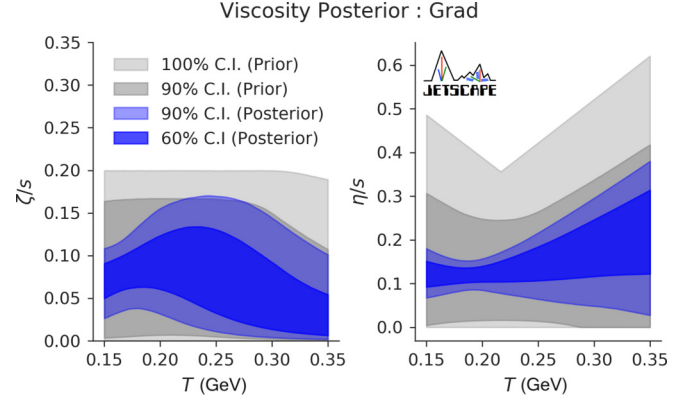 Viscosity Posterior : Grad
0.35
0.30
0.25
0.20
0.15
0.10
0.05
0.00
ζ/s
100% C.I. (Prior)
90% C.I. (Prior)
90% C.I. (Posterior)
60% C.I (Posterior)
0.15 0.20 0.25 0.30 0.35
T (GeV)
JETSCAPE
0.6
0.5
0.4
0.3
0.2
0.1
0.0
η/s
0.15 0.20 0.25 0.30 0.35
T (GeV)